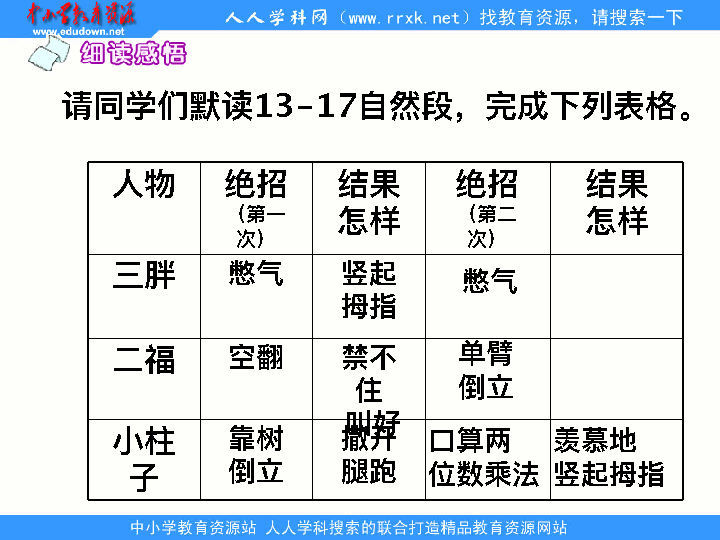 中小学教育资源
www.edudown.net
人人学科网（www.rrxk.net）找教育资源，请搜索一下
细读感悟
请同学们默读13-17自然段，完成下列表格。
人物
绝招
（第一
次）
结果
怎样
绝招
（第二
次）
结果
怎样
三胖
憋气
竖起
拇指
憋气
二福
空翻
禁不
住
叫好
单臂
倒立
小柱
子
靠树
倒立
撒开
腿跑
口算两
位数乘法
羡慕地
竖起拇指
中小学教育资源站 人人学科搜索的联合打造精品教育资源网站